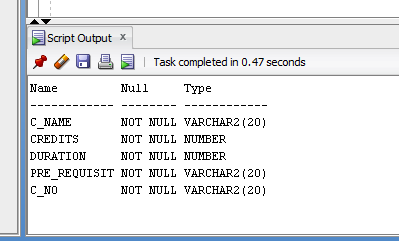 Script Output x
Task completed in 0.47 seconds
Name Null Type
------------ -------- ------------
C_NAME NOT NULL VARCHAR2(20)
CREDITS NOT NULL NUMBER
DURATION NOT NULL NUMBER
PRE_REQUISIT NOT NULL VARCHAR2(20)
C_NO NOT NULL VARCHAR2(20)